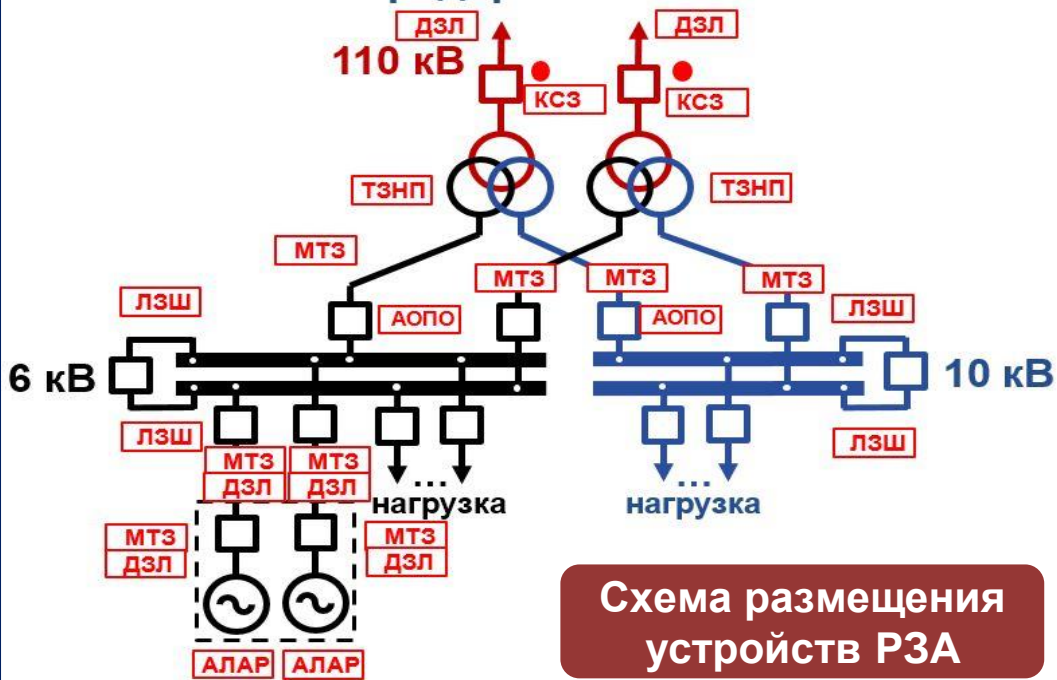 ДЗЛ
ДЗЛ
110 кВ
КСЗ
КСЗ
ТЗНП
ТЗНП
МТЗ
МТЗ
МТЗ
МТЗ
ЛЗШ
ЛЗШ
АОПО
АОПО
6 кВ
10 кВ
ЛЗШ
ЛЗШ
МТЗ
МТЗ
ДЗЛ
ДЗЛ
...
нагрузка
...
нагрузка
МТЗ
ДЗЛ
МТЗ
ДЗЛ
АЛАР
АЛАР
Схема размещения
устройств РЗА